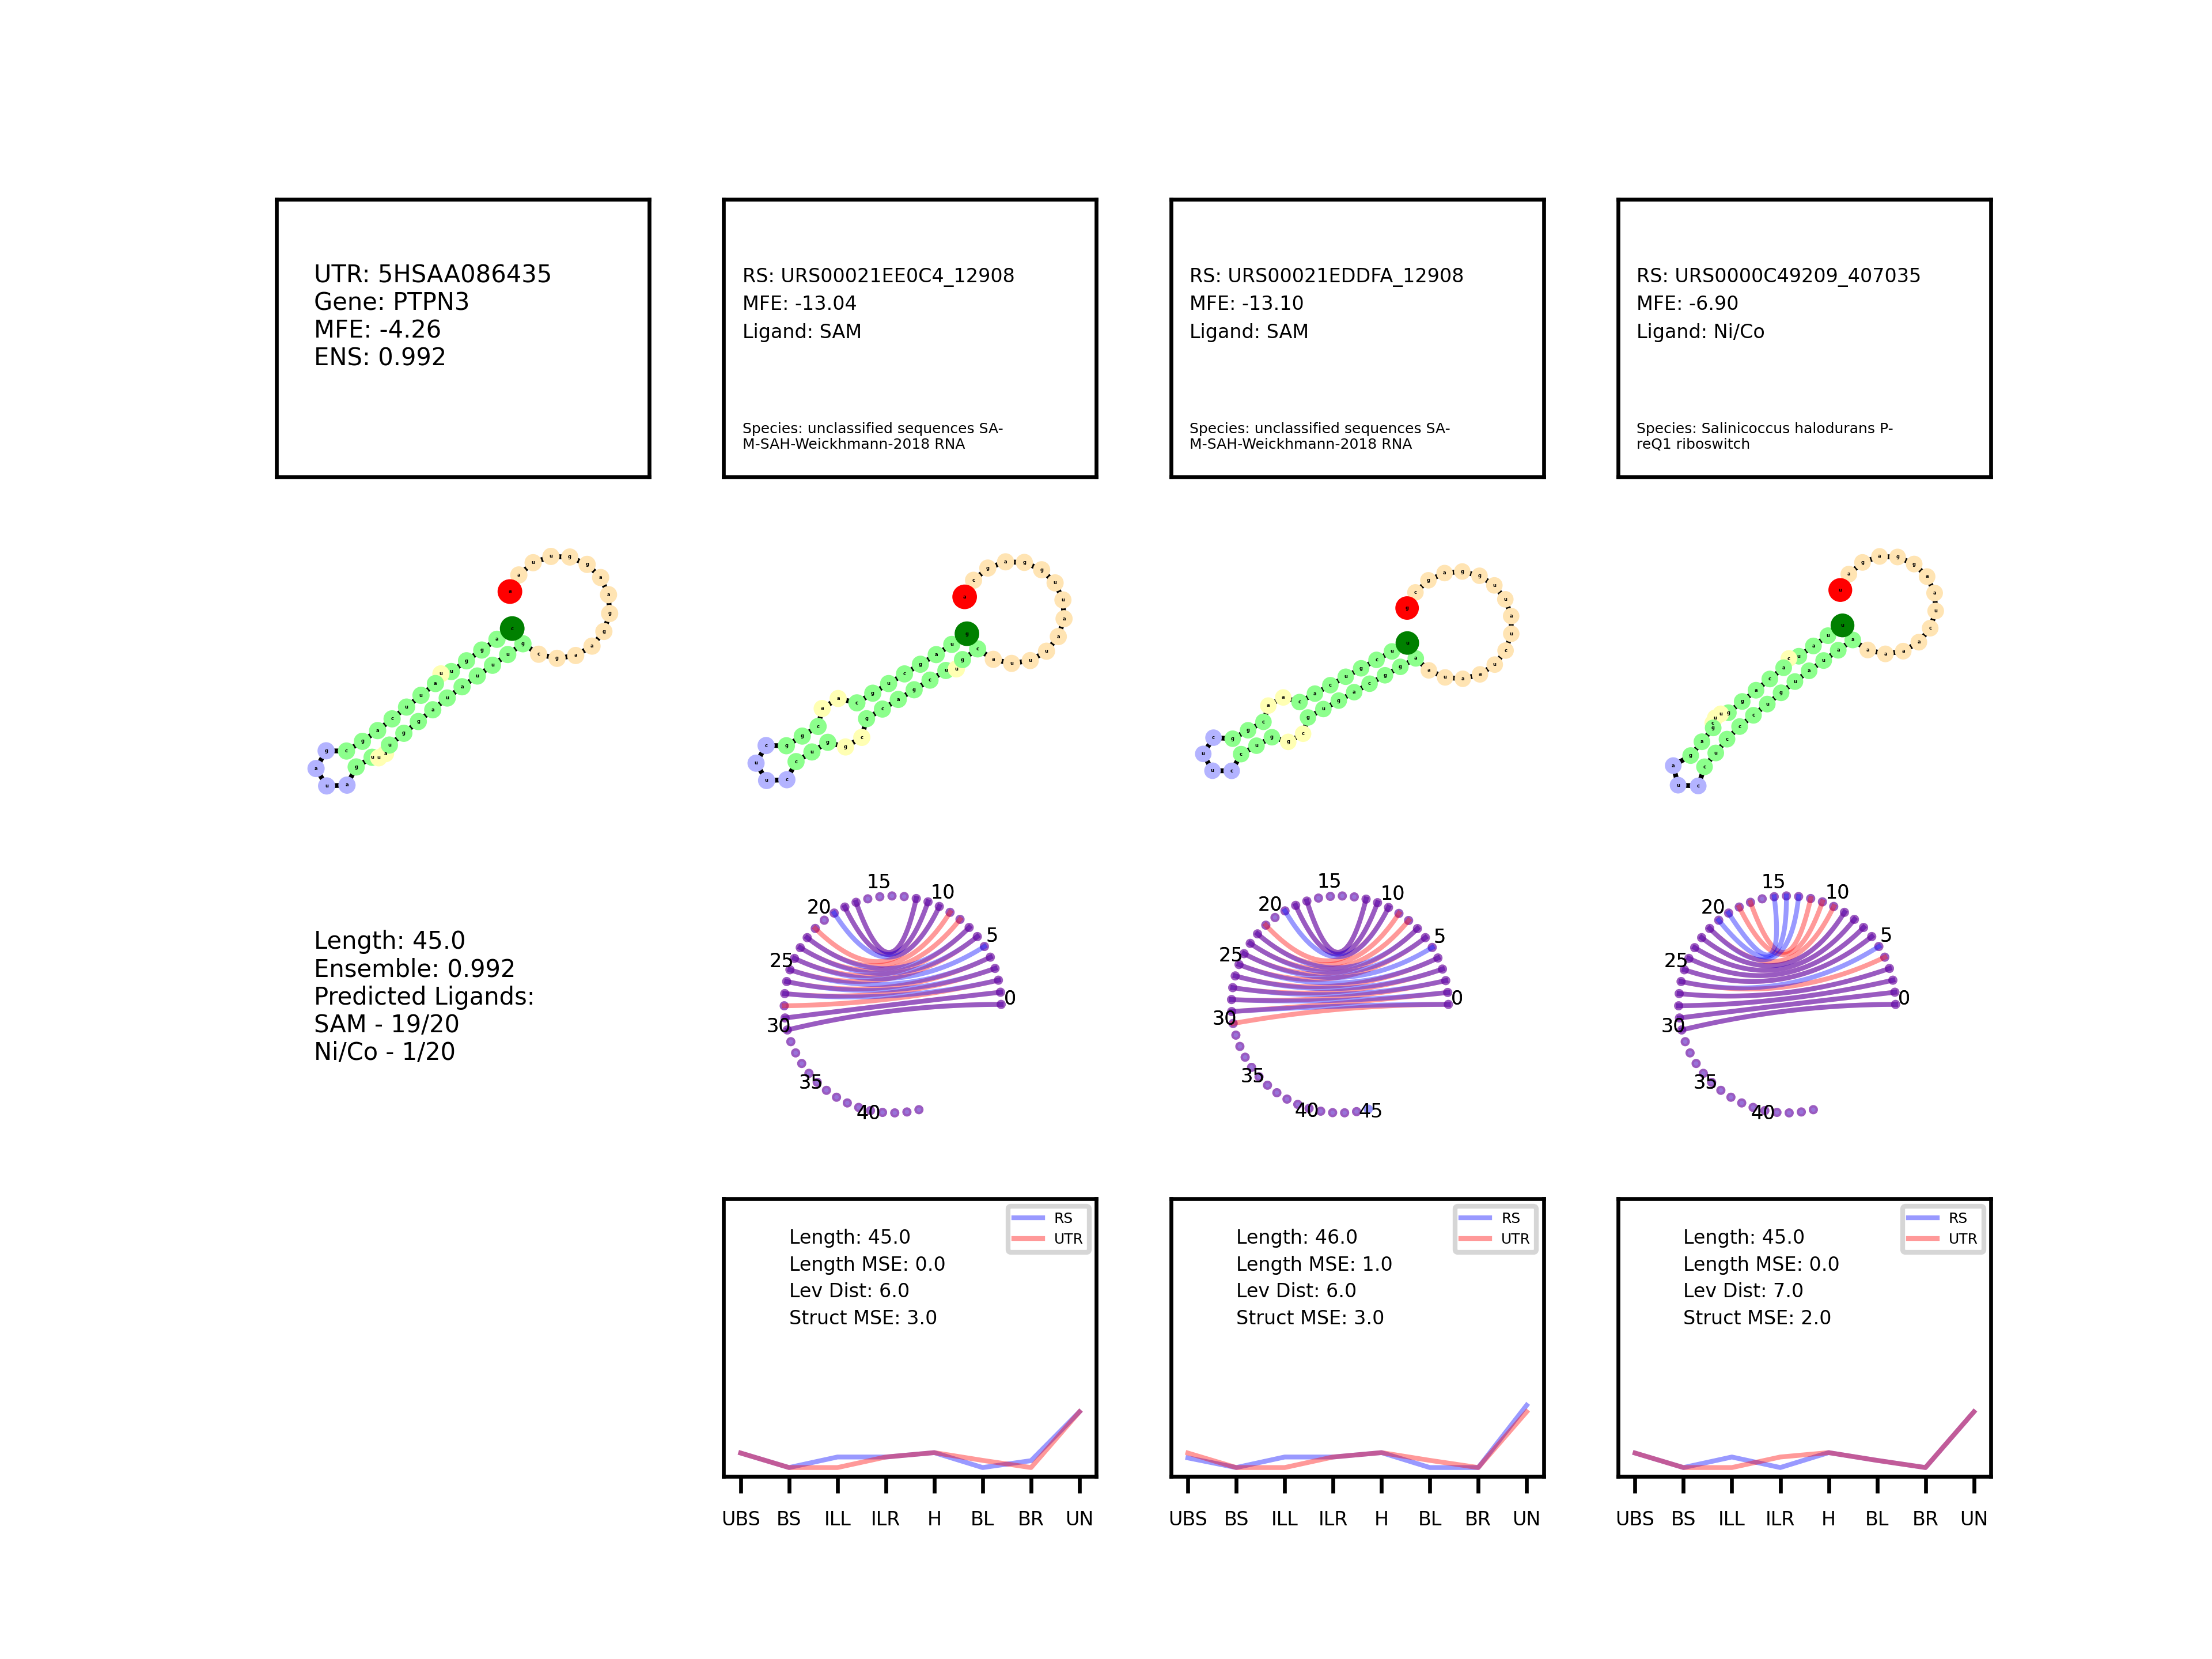 UTR: 5HSAA086435
Gene: PTPN3
MFE: -4.26
ENS: 0.992
RS: URS00021EE0C4_12908
MFE: -13.04
Ligand: SAM
Species: unclassified sequences SA-
M-SAH-Weickhmann-2018 RNA
RS: URS00021EDDFA_12908
MFE: -13.10
Ligand: SAM
Species: unclassified sequences SA-
M-SAH-Weickhmann-2018 RNA
RS: URS0000C49209_407035
MFE: -6.90
Ligand: Ni/Co
Species: Salinicoccus halodurans P-
reQ1 riboswitch
Length: 45.0
Ensemble: 0.992
Predicted Ligands:
SAM - 19/20
Ni/Co - 1/20
0
5
10
15
20
25
30
35
40
0
5
10
15
20
25
30
35
40
45
0
5
10
15
20
25
30
35
40
RS
UTR
Length: 45.0
Length MSE: 0.0
Lev Dist: 6.0
Struct MSE: 3.0
UBS BS ILL ILR H BL BR UN
RS
UTR
Length: 46.0
Length MSE: 1.0
Lev Dist: 6.0
Struct MSE: 3.0
UBS BS ILL ILR H BL BR UN
RS
UTR
Length: 45.0
Length MSE: 0.0
Lev Dist: 7.0
Struct MSE: 2.0
UBS BS ILL ILR H BL BR UN